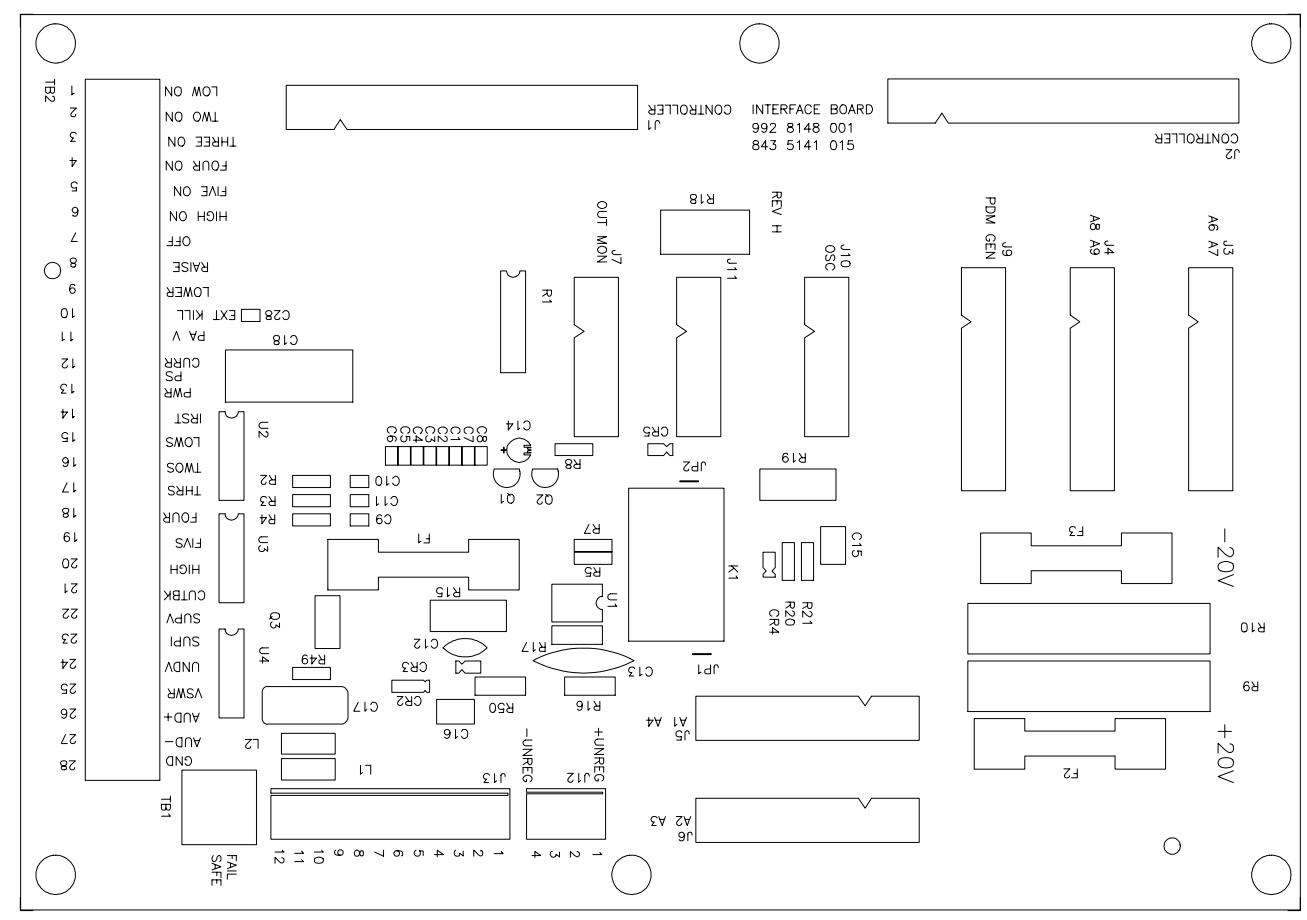 TB2
1 LOW ON
2 TWO ON
3 THREE ON
4 FOUR ON
5 FIVE ON
6 HIGH ON
7 OFF
8 RAISE
9 LOWER
10 EXT KILL
C28
11 PA V
12 CURR
PS
13 PWR
14 IRST
15 LOWS
16 TWOS
17 THRS
18 FOUR
19 FIVS
20 HIGH
21 CUTBK
22 SUPV
23 SUPI
24 UNDV
25 VSWR
26 AUD+
27 AUD-
28 GND
TB1
FAIL
SAFE
J1
CONTROLLER
INTERFACE BOARD
992 8148 001
843 5141 015
CONTROLLER
J2
REV H
R18
OUT MON
J7
J11
J10
OSC
PDM GEN
J9
A8 A9
J4
A6 A7
J3
R1
C18
U2
U3
U4
C6
C5
C4
C3
C2
C1
C7
C8
C14
+
R8
CR5
Q1
Q2
JP2
R19
R2
R3
R4
C10
C11
C9
F1
R7
R5
K1
C15
CR4
R20
R21
F3
-20V
Q3
R15
U1
R10
C12
R17
C13
R49
CR3
CR2
JP1
R9
C17
C16
R50
R16
A1 A4
J5
+20V
F2
L2
L1
J13
-UNREG
J12
+UNREG
A2 A3
J6
12 11 10 9 8 7 6 5 4 3 2 1
4 3 2 1